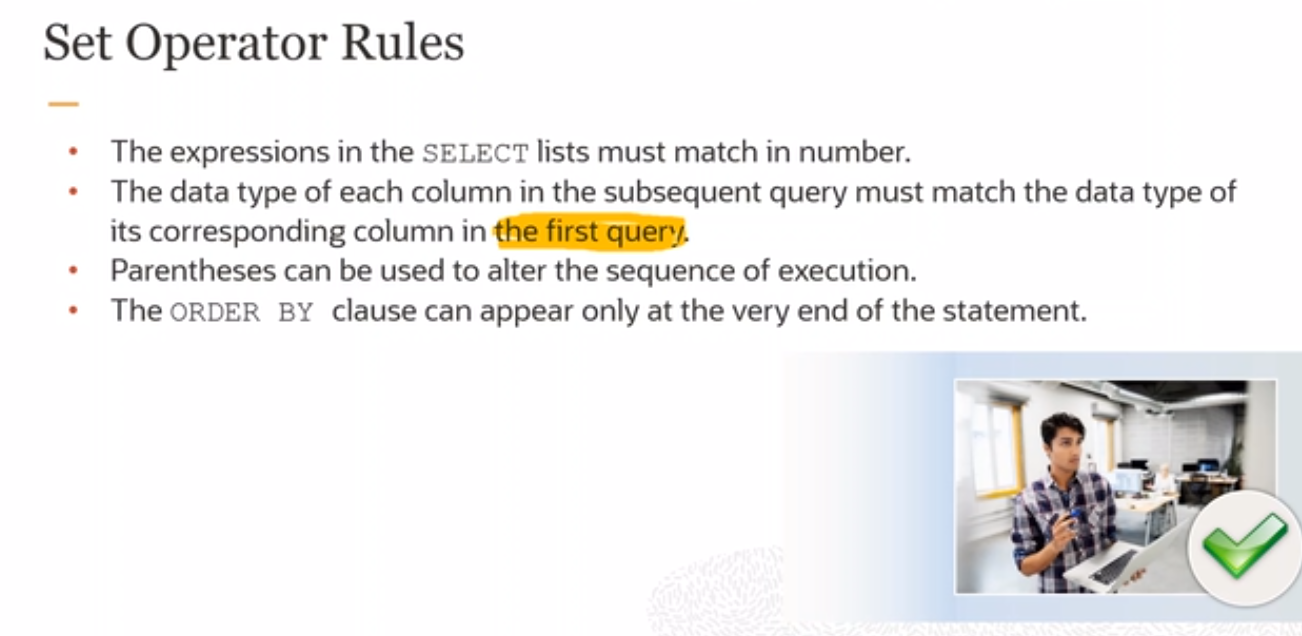 Set Operator Rules
• The expressions in the SELECT lists must match in number.
• The data type of each column in the subsequent query must match the data type of
its corresponding column in the first query.
• Parentheses can be used to alter the sequence of execution.
• The ORDER BY clause can appear only at the very end of the statement.